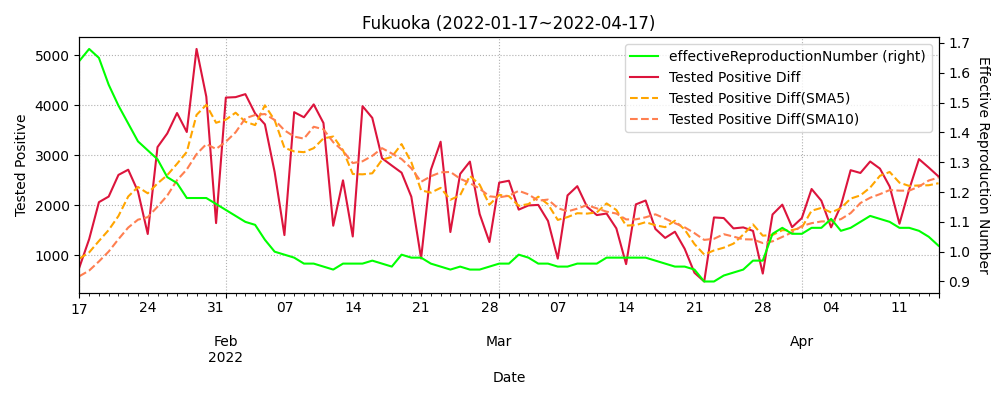 Fukuoka (2022-01-17~2022-04-17)
effectiveReproductionNumber (right)
Tested Positive Diff
Tested Positive Diff(SMA5)
Tested Positive Diff(SMA10)
Tested Positive
5000
4000
3000
2000
1000
Effective Reproduction Number
1.7
1.6
1.5
1.4
1.3
1.2
1.1
1.0
0.9
17 24 31 07 14 21 28 07 14 21 28 04 11
Feb Mar Apr
2022
Date